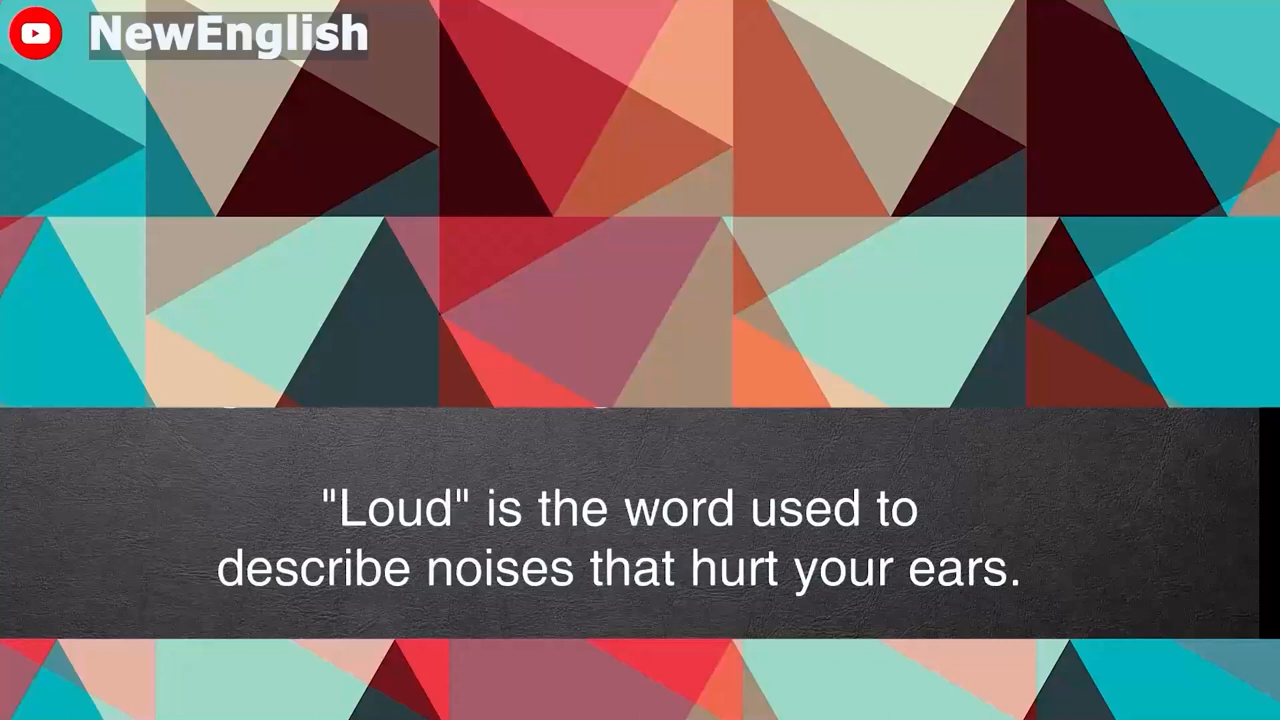 NewEnglish
"Loud" is the word used to
describe noises that hurt your ears.